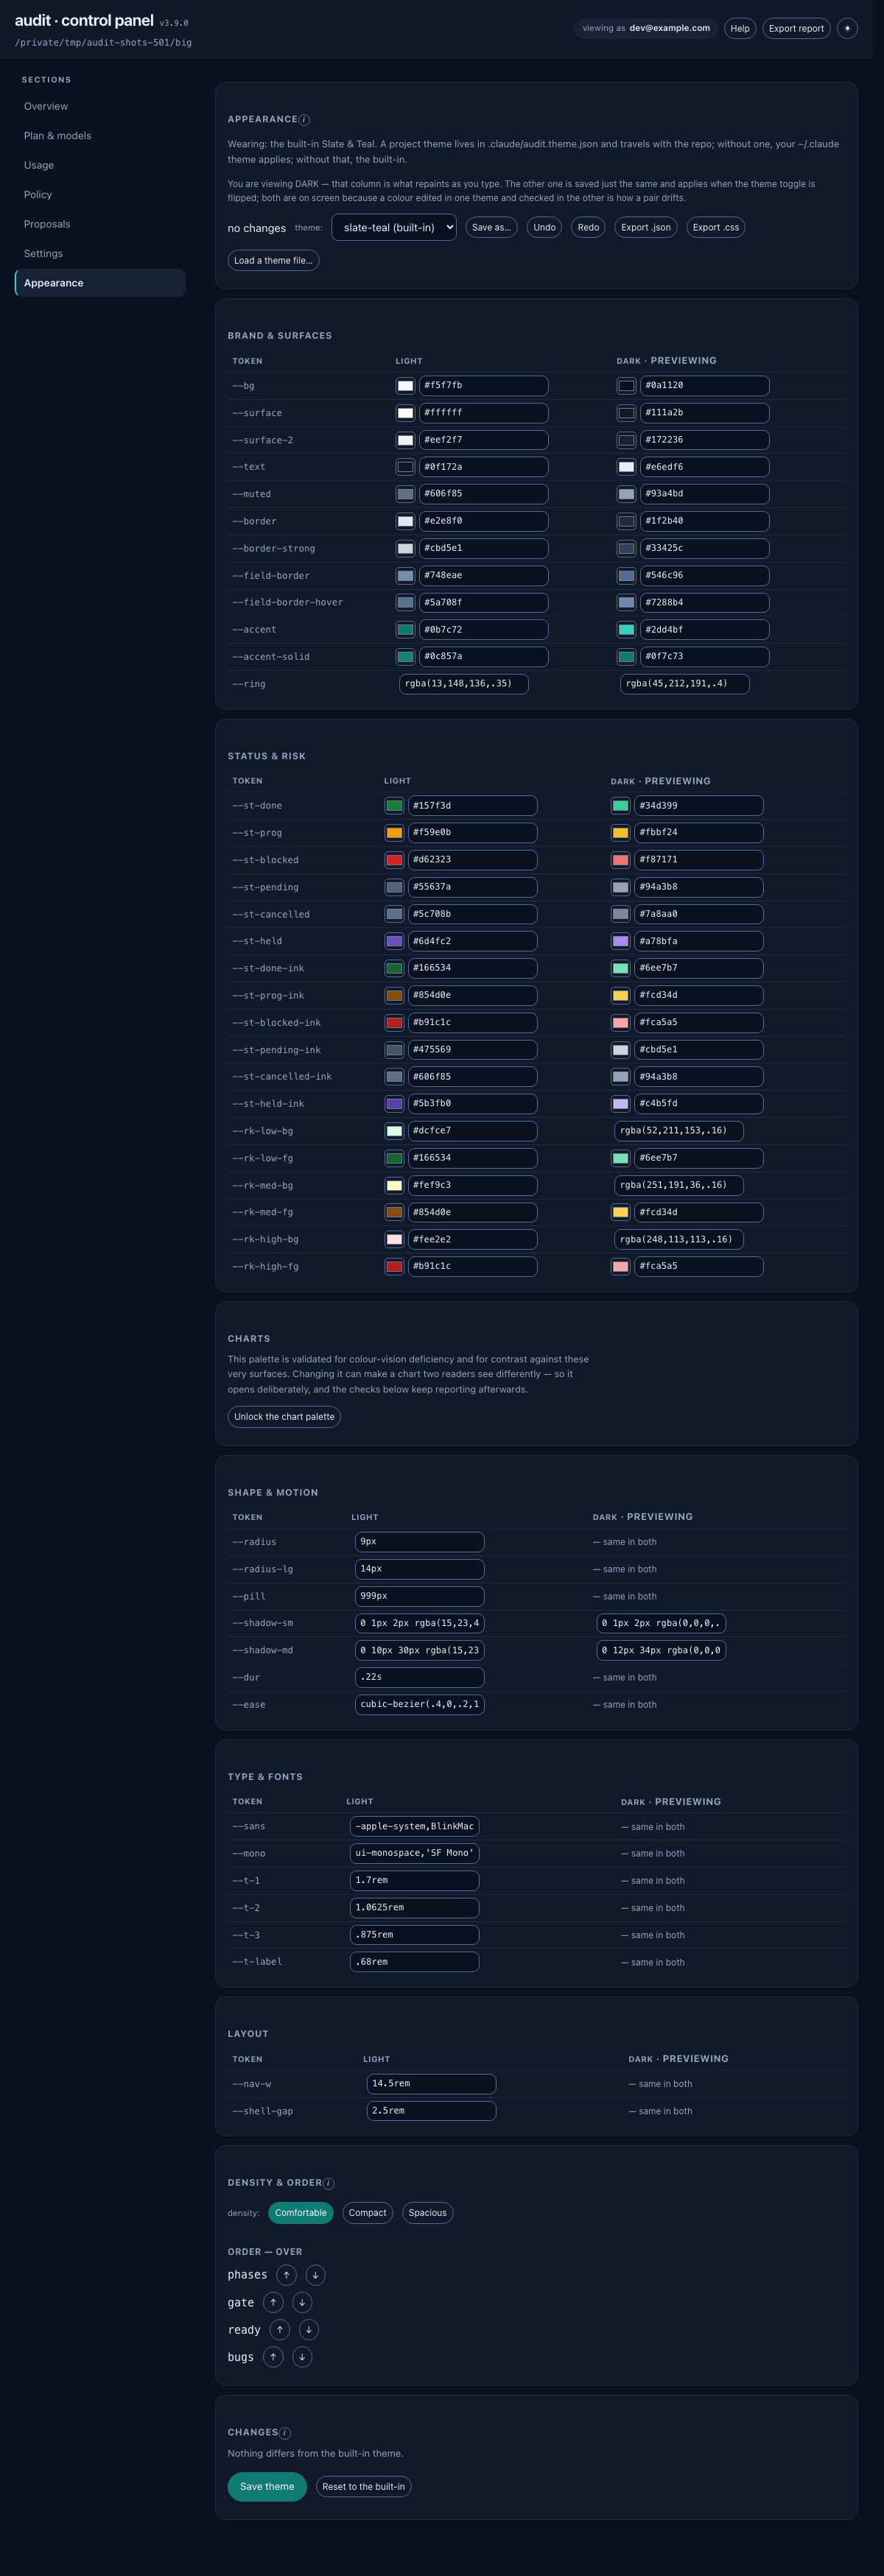 audit · control panel v3.9.0
/private/tmp/audit-shots-501/big
viewing as dev@example.com Help Export report
SECTIONS
Overview
Plan & models
Usage
Policy
Proposals
Settings
Appearance
APPEARANCE i
Wearing: the built-in Slate & Teal. A project theme lives in .claude/audit.theme.json and travels with the repo; without one, your ~/.claude
theme applies; without that, the built-in.
You are viewing DARK — that column is what repaints as you type. The other one is saved just the same and applies when the theme toggle is
flipped; both are on screen because a colour edited in one theme and checked in the other is how a pair drifts.
no changes theme: slate-teal (built-in) Save as... Undo Redo Export .json Export .css
Load a theme file...
BRAND & SURFACES
TOKEN LIGHT DARK · PREVIEWING
--bg #f5f7fb #0a1120
--surface #ffffff #111a2b
--surface-2 #eef2f7 #172236
--text #0f172a #e6edf6
--muted #606f85 #93a4bd
--border #e2e8f0 #1f2b40
--border-strong #cbd5e1 #33425c
--field-border #748eae #546c96
--field-border-hover #5a708f #7288b4
--accent #0b7c72 #2dd4bf
--accent-solid #0c857a #0f7c73
--ring rgba(13,148,136,.35) rgba(45,212,191,.4)
STATUS & RISK
TOKEN LIGHT DARK · PREVIEWING
--st-done #157f3d #34d399
--st-prog #f59e0b #fbbf24
--st-blocked #d62323 #f87171
--st-pending #55637a #94a3b8
--st-cancelled #5c708b #7a8aa0
--st-held #6d4fc2 #a78bfa
--st-done-ink #166534 #6ee7b7
--st-prog-ink #854d0e #fcd34d
--st-blocked-ink #b91c1c #fca5a5
--st-pending-ink #475569 #cbd5e1
--st-cancelled-ink #606f85 #94a3b8
--st-held-ink #5b3fb0 #c4b5fd
--rk-low-bg #dcfce7 rgba(52,211,153,.16)
--rk-low-fg #166534 #6ee7b7
--rk-med-bg #fef9c3 rgba(251,191,36,.16)
--rk-med-fg #854d0e #fcd34d
--rk-high-bg #fee2e2 rgba(248,113,113,.16)
--rk-high-fg #b91c1c #fca5a5
CHARTS
This palette is validated for colour-vision deficiency and for contrast against these
very surfaces. Changing it can make a chart two readers see differently — so it
opens deliberately, and the checks below keep reporting afterwards.
Unlock the chart palette
SHAPE & MOTION
TOKEN LIGHT DARK · PREVIEWING
--radius 9px — same in both
--radius-lg 14px — same in both
--pill 999px — same in both
--shadow-sm 0 1px 2px rgba(15,23,4 0 1px 2px rgba(0,0,0,.
--shadow-md 0 10px 30px rgba(15,23 0 12px 34px rgba(0,0,0
--dur .22s — same in both
--ease cubic-bezier(.4,0,.2,1 — same in both
TYPE & FONTS
TOKEN LIGHT DARK · PREVIEWING
--sans -apple-system,BlinkMac — same in both
--mono ui-monospace,'SF Mono' — same in both
--t-1 1.7rem — same in both
--t-2 1.0625rem — same in both
--t-3 .875rem — same in both
--t-label .68rem — same in both
LAYOUT
TOKEN LIGHT DARK · PREVIEWING
--nav-w 14.5rem — same in both
--shell-gap 2.5rem — same in both
DENSITY & ORDER i
density: Comfortable Compact Spacious
ORDER — OVER
phases ↑ ↓
gate ↑ ↓
ready ↑ ↓
bugs ↑ ↓
CHANGES i
Nothing differs from the built-in theme.
Save theme Reset to the built-in